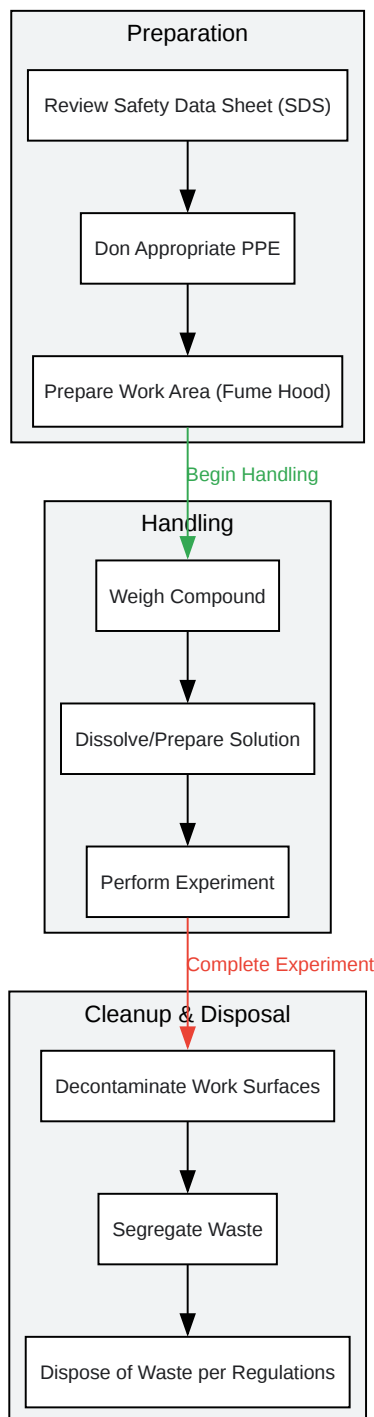 Preparation
Review Safety Data Sheet (SDS)
Don Appropriate PPE
Prepare Work Area (Fume Hood)
Begin Handling
Handling
Weigh Compound
Dissolve/Prepare Solution
Perform Experiment
Complete Experiment
Cleanup & Disposal
Decontaminate Work Surfaces
Segregate Waste
Dispose of Waste per Regulations